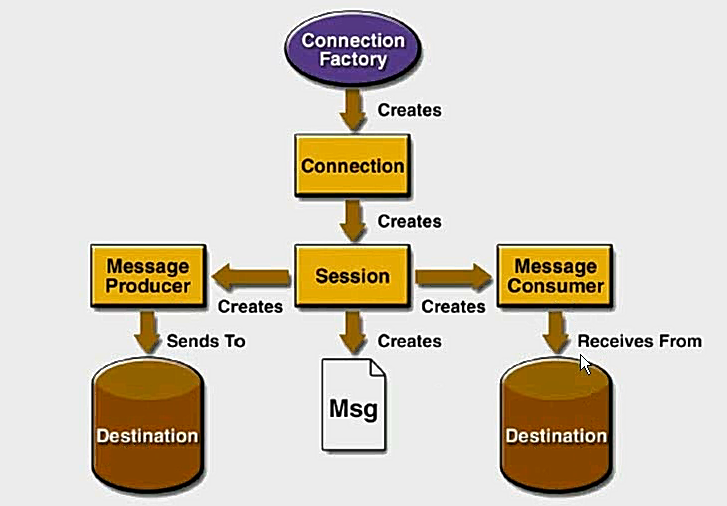 Connection
Factory
Creates
Connection
Creates
Message
Producer
Session
Message
Consumer
Creates
Creates
Sends To
Creates
Receives From
Msg
Destination
Destination